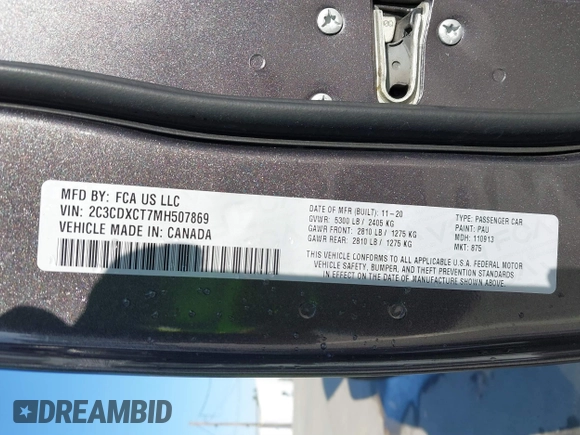 MFD BY: FCA US LLC
VIN: 2C3CDXCT7MH507869
VEHICLE MADE IN: CANADA
DATE OF MFR (BUILT): 11-20
GVWR: 5300 LB / 2405 KG
GAWR FRONT: 2810 LB / 1275 KG
GAWR REAR: 2810 LB / 1275 KG
TYPE: PASSENGER CAR
PAINT: PAU
MDH: 110913
MKT: 875
THIS VEHICLE CONFORMS TO ALL APPLICABLE U.S.A. FEDERAL MOTOR
VEHICLE SAFETY, BUMPER, AND THEFT PREVENTION STANDARDS
IN EFFECT ON THE DATE OF MANUFACTURE SHOWN ABOVE.
DREAMBID